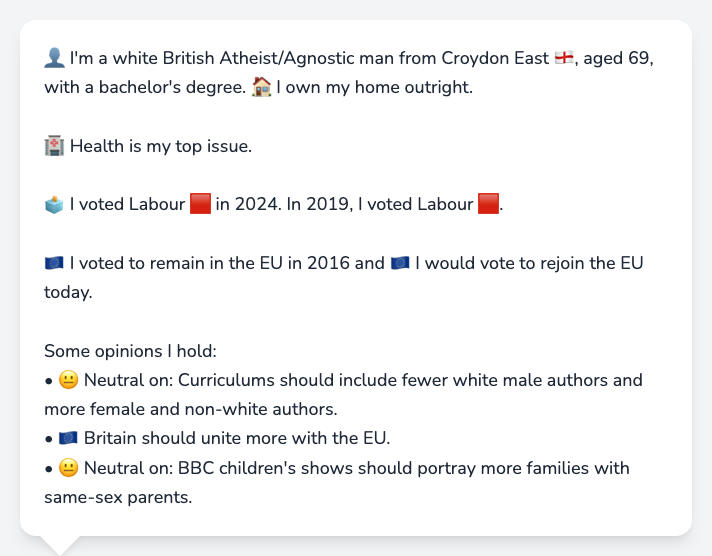 👤 I'm a white British Atheist/Agnostic man from Croydon East 🏴󠁧󠁢󠁥󠁮󠁧󠁿, aged 69,
with a bachelor's degree. 🏠 I own my home outright.
🏥 Health is my top issue.
🗳️ I voted Labour 🟥 in 2024. In 2019, I voted Labour 🟥.
🇪🇺 I voted to remain in the EU in 2016 and 🇪🇺 I would vote to rejoin the EU
today.
Some opinions I hold:
• 😐 Neutral on: Curriculums should include fewer white male authors and
more female and non-white authors.
• 🇪🇺 Britain should unite more with the EU.
• 😐 Neutral on: BBC children's shows should portray more families with
same-sex parents.